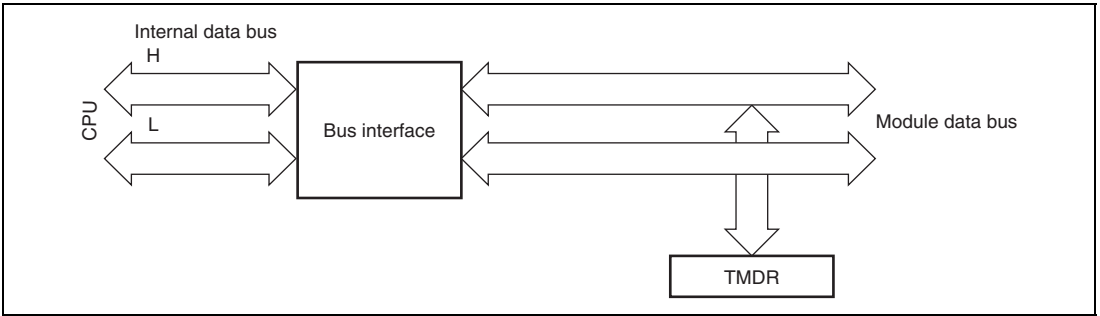 Internal data bus
H
CPU
L
Bus interface
Module data bus
TMDR